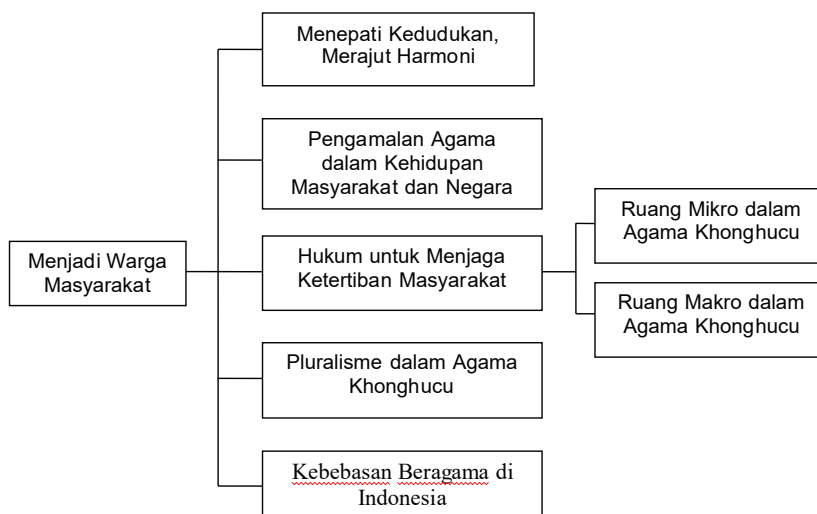 Menepati Kedudukan,
Merajut Harmoni
Pengamalan Agama
dalam Kehidupan
Masyarakat dan Negara
Ruang Mikro dalam
Agama Khonghucu
Menjadi Warga
Masyarakat
Hukum untuk Menjaga
Ketertiban Masyarakat
Ruang Makro dalam
Agama Khonghucu
Pluralisme dalam Agama
Khonghucu
Kebebasan Beragama di
Indonesia